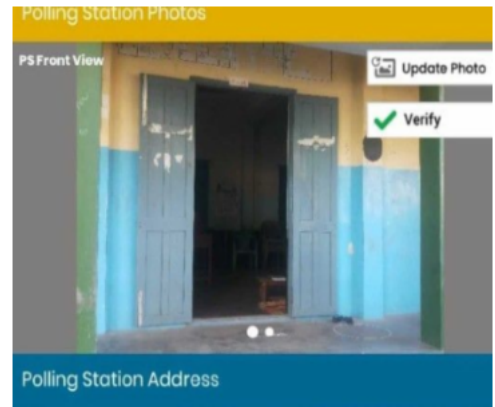 Polling Station Photos
PS Front View
Update Photo
Verify
Polling Station Address